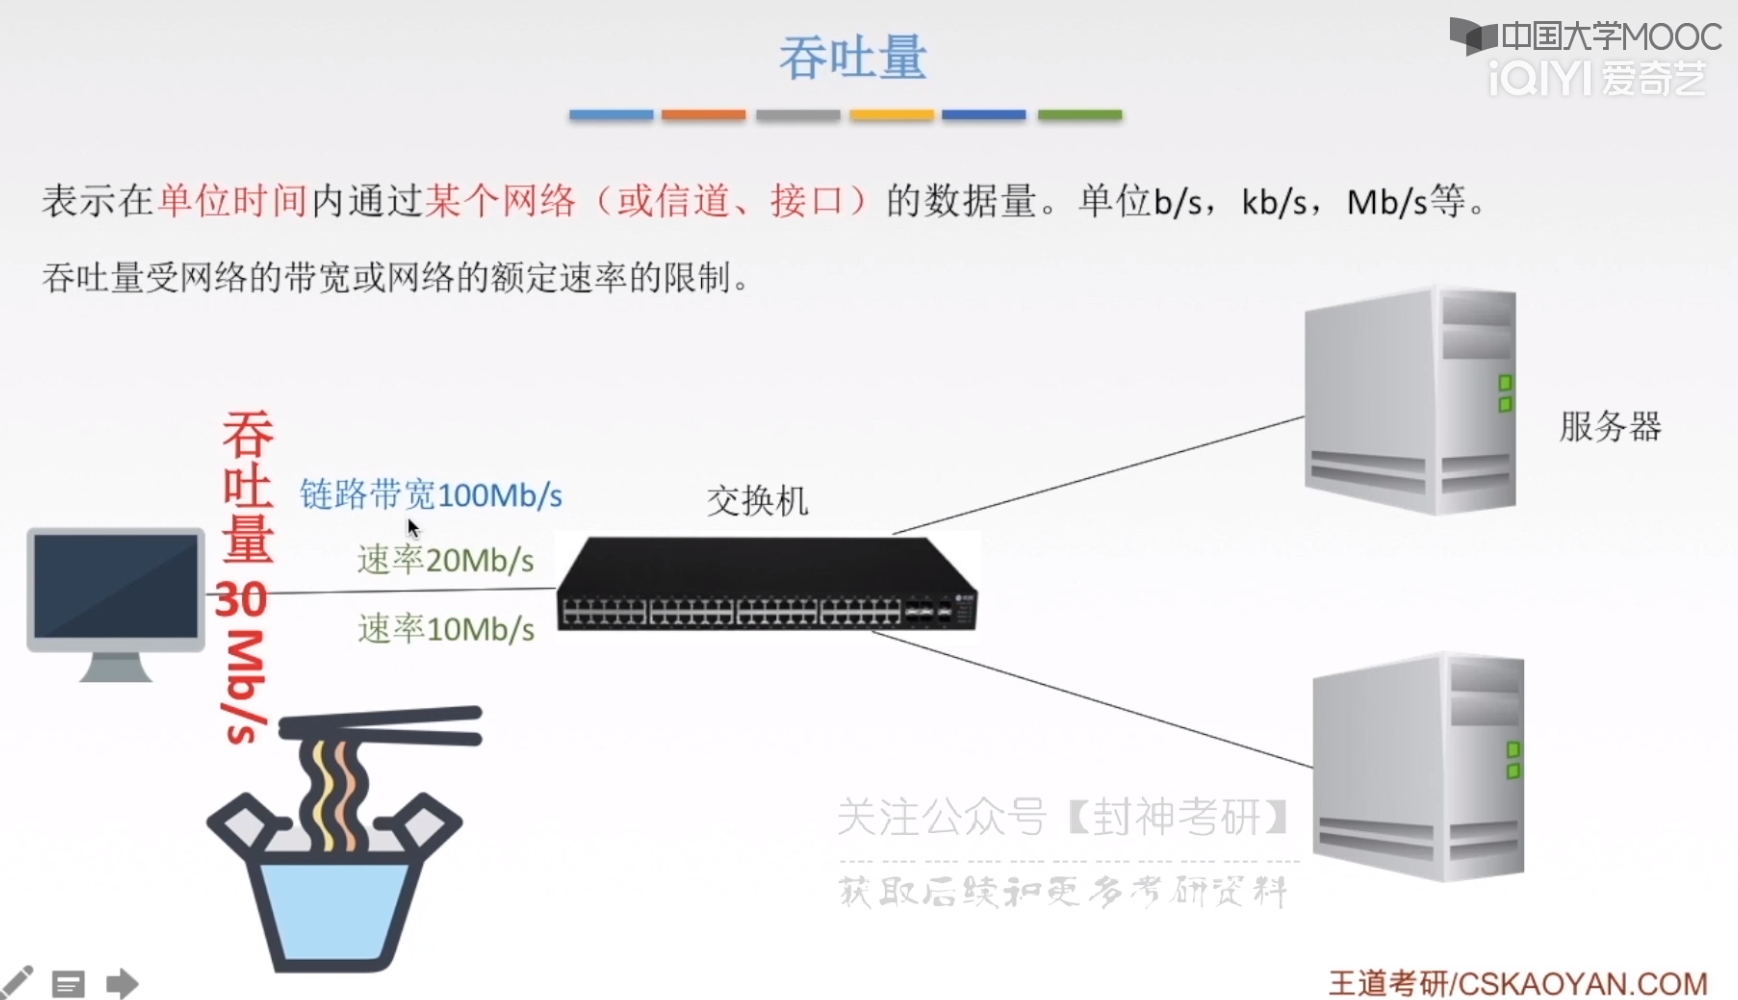 吞吐量
中国大学MOOC
iQIYI 爱奇艺
表示在单位时间内通过某个网络（或信道、接口）的数据量。单位b/s，kb/s，Mb/s等。
吞吐量受网络的带宽或网络的额定速率的限制。
吞吐量30Mb/s
链路带宽100Mb/s
速率20Mb/s
速率10Mb/s
交换机
服务器
关注公众号【封神考研】
获取后续和更多考研资料
王道考研/CSKAOYAN.COM